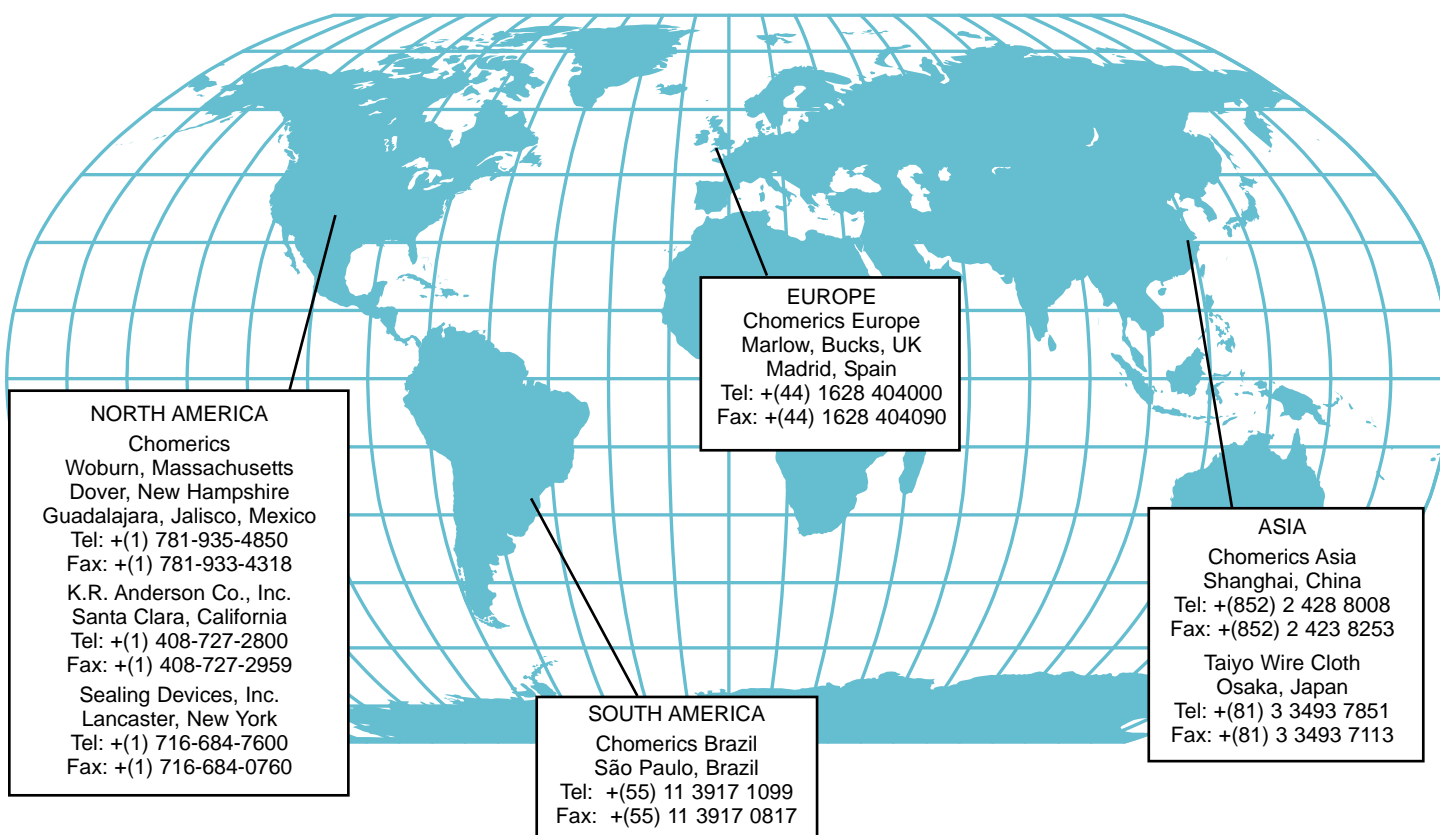 NORTH AMERICA
Chomerics
Woburn, Massachusetts
Dover, New Hampshire
Guadalajara, Jalisco, Mexico
Tel: +(1) 781-935-4850
Fax: +(1) 781-933-4318
K.R. Anderson Co., Inc.
Santa Clara, California
Tel: +(1) 408-727-2800
Fax: +(1) 408-727-2959
Sealing Devices, Inc.
Lancaster, New York
Tel: +(1) 716-684-7600
Fax: +(1) 716-684-0760
SOUTH AMERICA
Chomerics Brazil
São Paulo, Brazil
Tel: +(55) 11 3917 1099
Fax: +(55) 11 3917 0817
EUROPE
Chomerics Europe
Marlow, Bucks, UK
Madrid, Spain
Tel: +(44) 1628 404000
Fax: +(44) 1628 404090
ASIA
Chomerics Asia
Shanghai, China
Tel: +(852) 2 428 8008
Fax: +(852) 2 423 8253
Taiyo Wire Cloth
Osaka, Japan
Tel: +(81) 3 3493 7851
Fax: +(81) 3 3493 7113